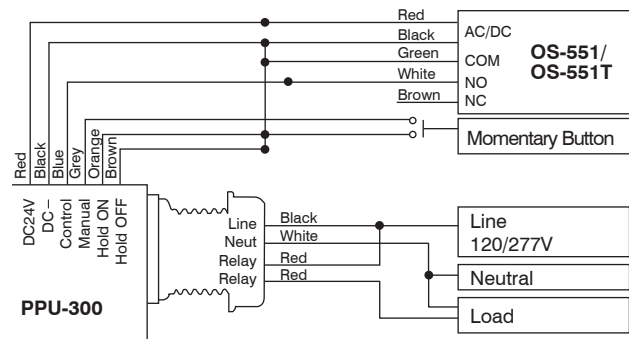 Red
Black
Green
White
Brown
AC/DC
COM
NO
NC
OS-551/
OS-551T
Momentary Button
Red
Black
Blue
Grey
Orange
Brown
DC24V
DC –
Control
Manual
Hold ON
Hold OFF
PPU-300
Line
Neut
Relay
Relay
Black
White
Red
Red
Line
120/277V
Neutral
Load